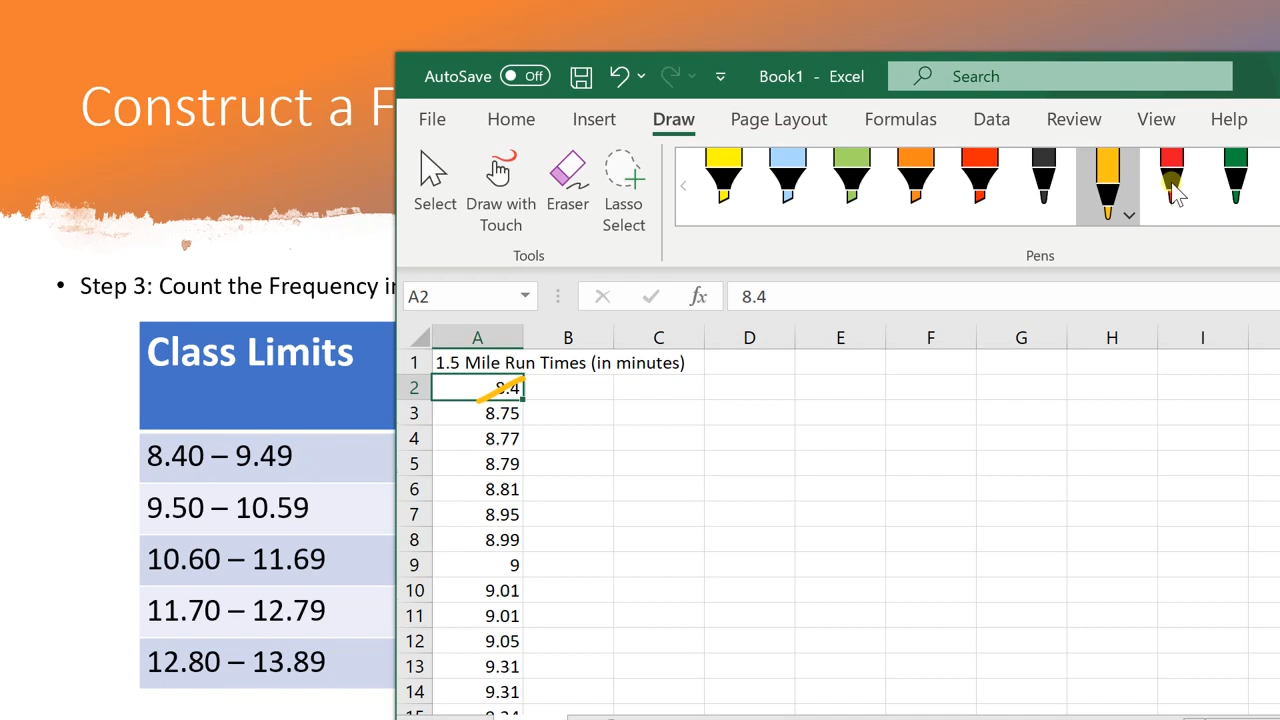 Construct a F
• Step 3: Count the Frequency in
Class Limits
8.40 – 9.49
9.50 – 10.59
10.60 – 11.69
11.70 – 12.79
12.80 – 13.89
AutoSave Off Book1 - Excel Search
File Home Insert Draw Page Layout Formulas Data Review View Help
Select Draw with Touch Eraser Lasso Select
Tools Pens
A2 fx 8.4
A B C D E F G H I
1 1.5 Mile Run Times (in minutes)
2 8.4
3 8.75
4 8.77
5 8.79
6 8.81
7 8.95
8 8.99
9 9
10 9.01
11 9.01
12 9.05
13 9.31
14 9.31